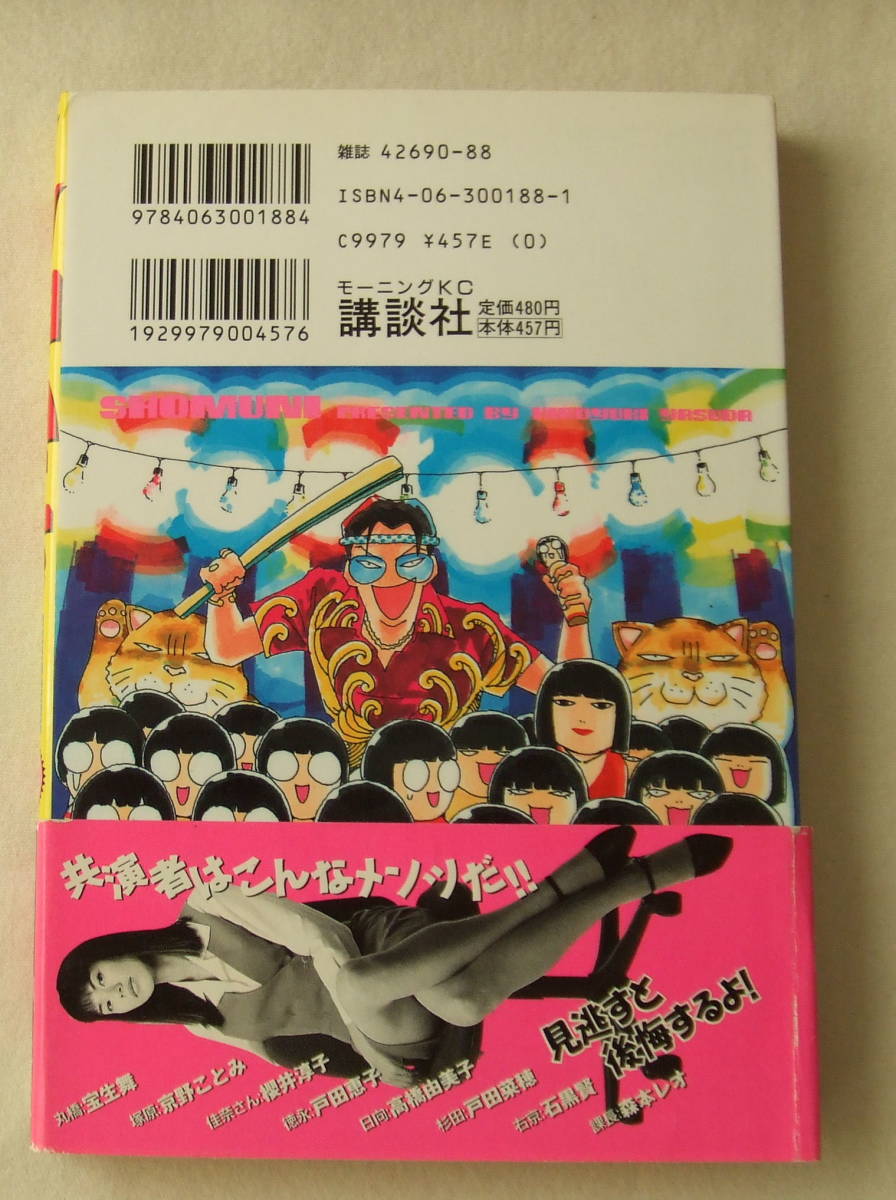 雑誌 42690-88
9784063001884
ISBN4-06-300188-1
C9979 ¥457E (0)
1929979004576
モーニングKC
講談社
定価480円
本体457円
SHOMUNI PRESENTED BY HIROYUKI YASUDA
共演者はこんなメンツだ!!
見逃すと
後悔するよ!
丸橋:宝生舞
塚原:京野ことみ
佳奈さん:櫻井淳子
徳永:戸田恵子
日向:高橋由美子
杉田:戸田菜穂
右京:石黒賢
課長:森本レオ